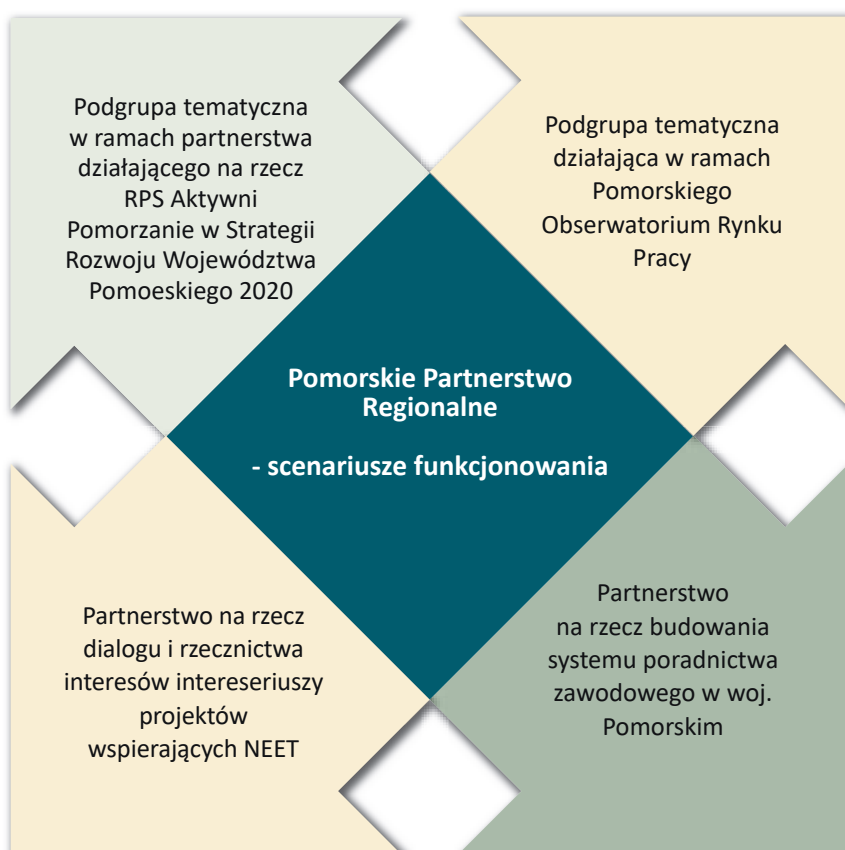 Podgrupa tematyczna
w ramach partnerstwa
działającego na rzecz
RPS Aktywni
Pomorzanie w Strategii
Rozwoju Województwa
Pomoeskiego 2020
Podgrupa tematyczna
działająca w ramach
Pomorskiego
Obserwatorium Rynku
Pracy
Pomorskie Partnerstwo
Regionalne
- scenariusze funkcjonowania
Partnerstwo na rzecz
dialogu i rzecznictwa
interesów intereseriuszy
projektów
wspierających NEET
Partnerstwo
na rzecz budowania
systemu poradnictwa
zawodowego w woj.
Pomorskim